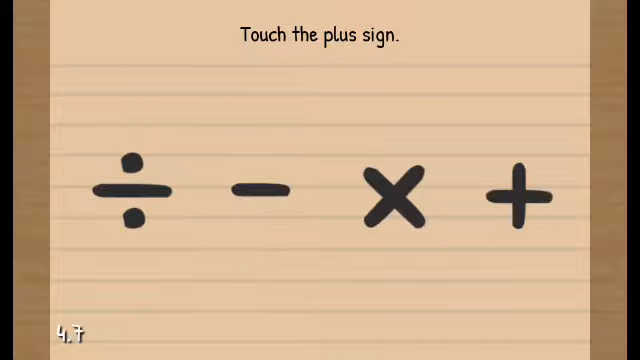 Touch the plus sign.
÷ - × +
4.7